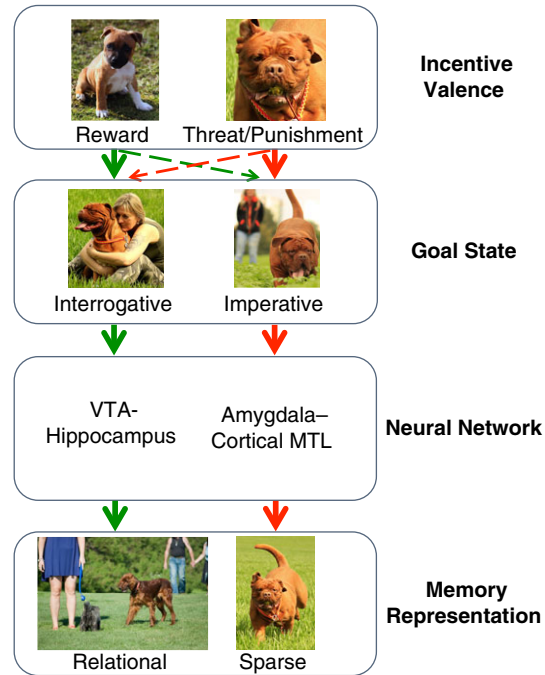 Incentive
Valence
Reward
Threat/Punishment
Goal State
Interrogative
Imperative
VTA-
Hippocampus
Amygdala–
Cortical MTL
Neural Network
Memory
Representation
Relational
Sparse